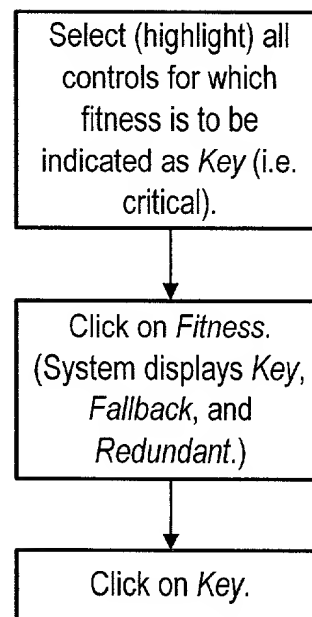 Select (highlight) all
controls for which
fitness is to be
indicated as Key (i.e.
critical).
Click on Fitness.
(System displays Key,
Fallback, and
Redundant.)
Click on Key.